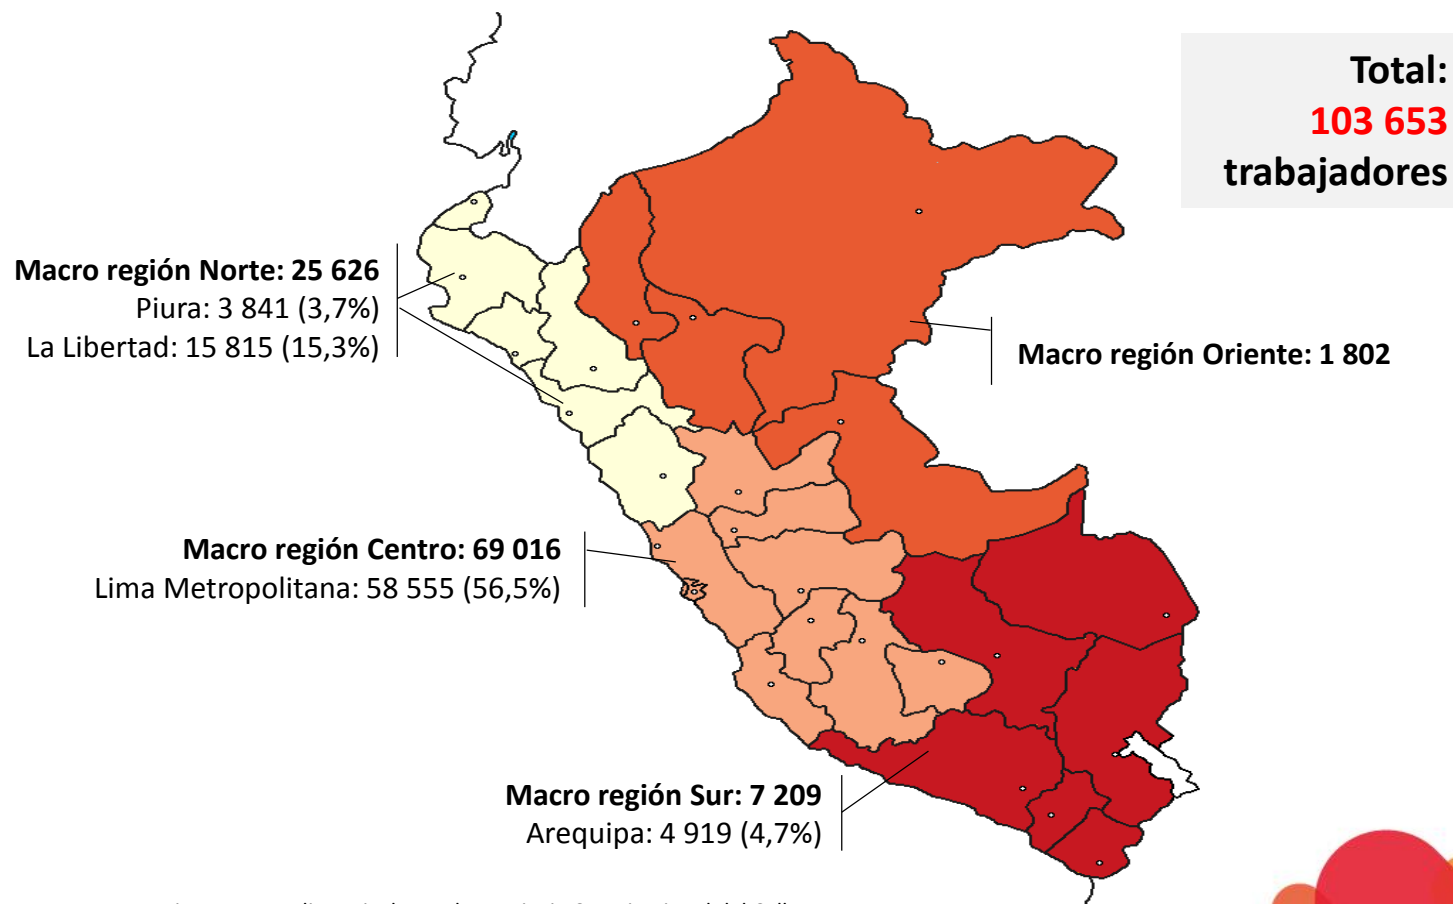 Total:
103 653
trabajadores
Macro región Norte: 25 626
Piura: 3 841 (3,7%)
La Libertad: 15 815 (15,3%)
Macro región Oriente: 1 802
Macro región Centro: 69 016
Lima Metropolitana: 58 555 (56,5%)
Macro región Sur: 7 209
Arequipa: 4 919 (4,7%)